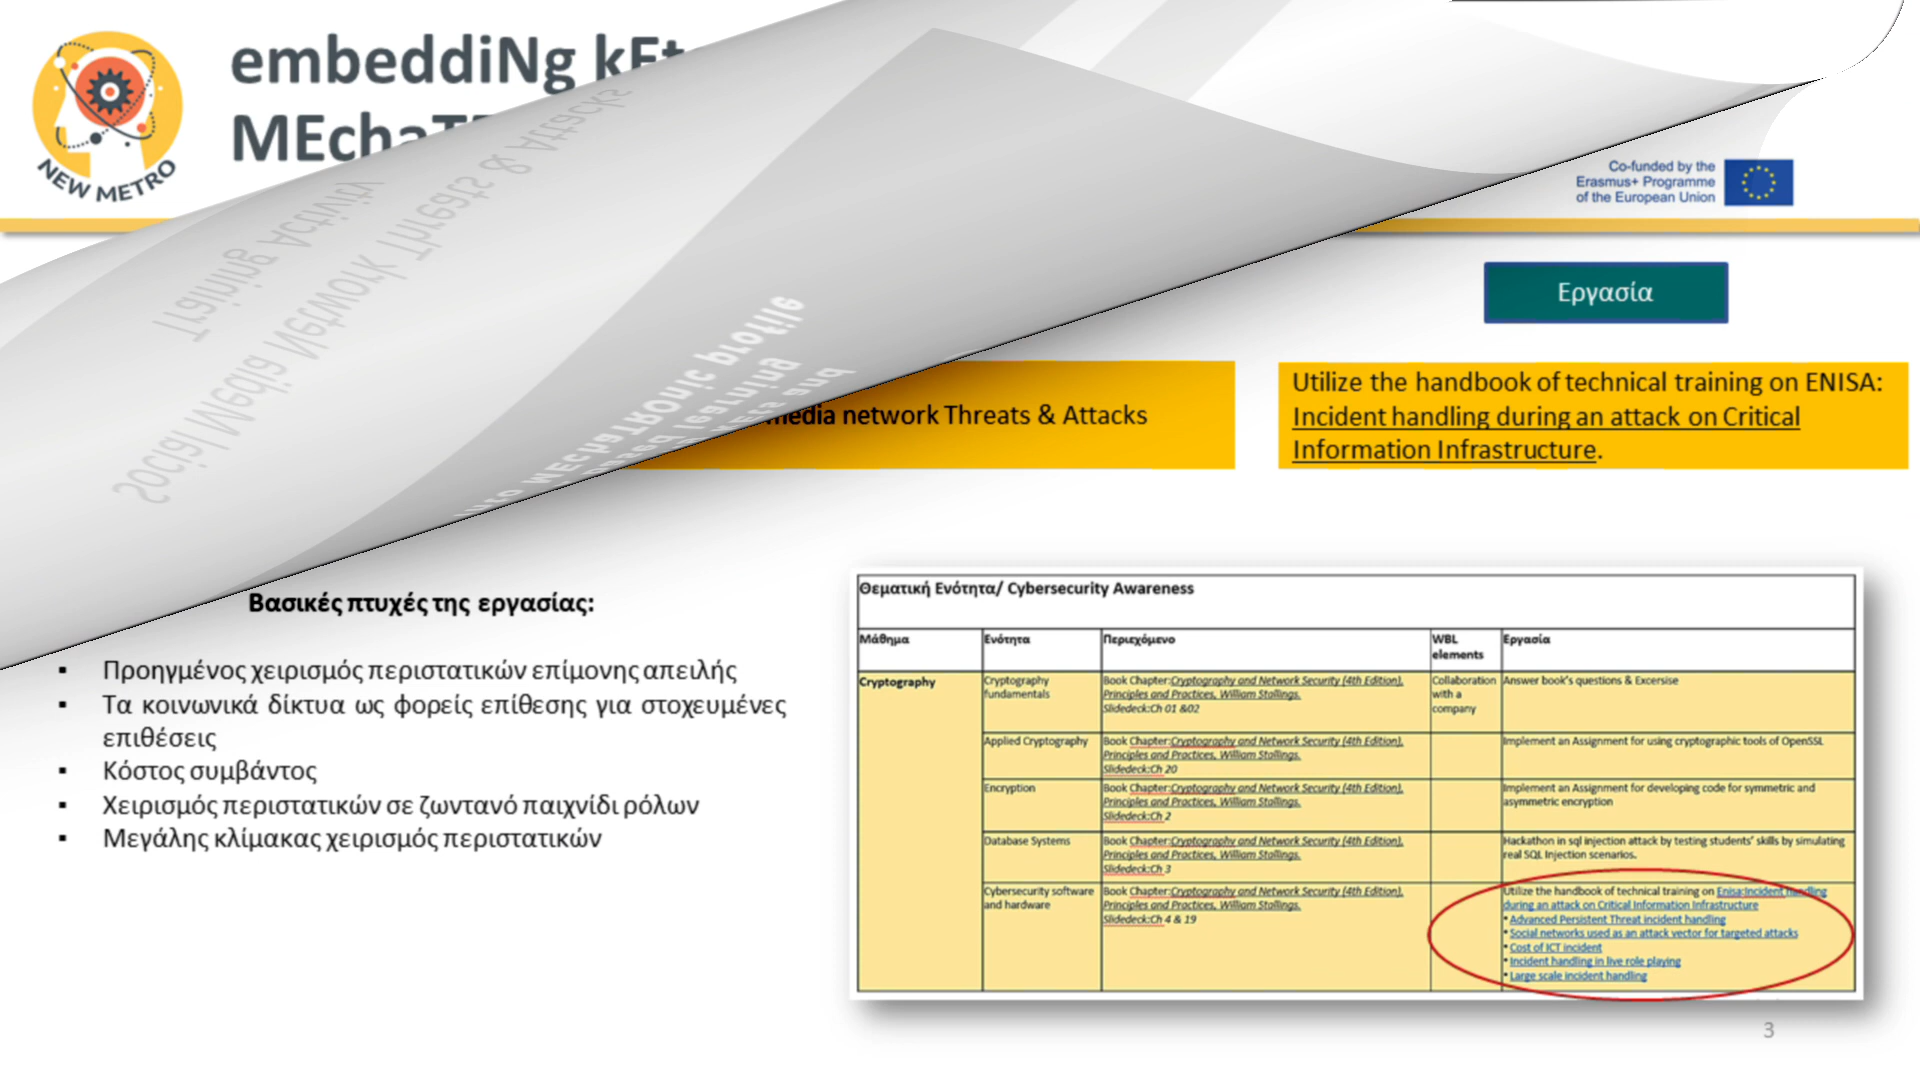 embeddiNg kEt
MEchaT
NEW METRO
Co-funded by the
Erasmus+ Programme
of the European Union
Training Activity
Social Media Network Threats & Attacks
into MEchaTROnic profile
based learning
KETs and
Εργασία
media network Threats & Attacks
Utilize the handbook of technical training on ENISA:
Incident handling during an attack on Critical
Information Infrastructure.
Βασικές πτυχές της εργασίας:
▪ Προηγμένος χειρισμός περιστατικών επίμονης απειλής
▪ Τα κοινωνικά δίκτυα ως φορείς επίθεσης για στοχευμένες
επιθέσεις
▪ Κόστος συμβάντος
▪ Χειρισμός περιστατικών σε ζωντανό παιχνίδι ρόλων
▪ Μεγάλης κλίμακας χειρισμός περιστατικών
Θεματική Ενότητα/ Cybersecurity Awareness
Μάθημα
Ενότητα
Περιεχόμενο
WBL
elements
Εργασία
Cryptography
Cryptography
fundamentals
Book Chapter:Cryptography and Network Security (4th Edition),
Principles and Practices, William Stallings.
Slidedeck:Ch 01 &02
Collaboration
with a
company
Answer book's questions & Excersise
Applied Cryptography
Book Chapter:Cryptography and Network Security (4th Edition),
Principles and Practices, William Stallings.
Slidedeck:Ch 20
Implement an Assignment for using cryptographic tools of OpenSSL
Encryption
Book Chapter:Cryptography and Network Security (4th Edition),
Principles and Practices, William Stallings.
Slidedeck:Ch 2
Implement an Assignment for developing code for symmetric and
asymmetric encryption
Database Systems
Book Chapter:Cryptography and Network Security (4th Edition),
Principles and Practices, William Stallings.
Slidedeck:Ch 3
Hackathon in sql injection attack by testing students' skills by simulating
real SQL Injection scenarios.
Cybersecurity software
and hardware
Book Chapter:Cryptography and Network Security (4th Edition),
Principles and Practices, William Stallings.
Slidedeck:Ch 4 & 19
Utilize the handbook of technical training on Enisa:Incident handling
during an attack on Critical Information Infrastructure
• Advanced Persistent Threat incident handling
• Social networks used as an attack vector for targeted attacks
• Cost of ICT incident
• Incident handling in live role playing
• Large scale incident handling
3